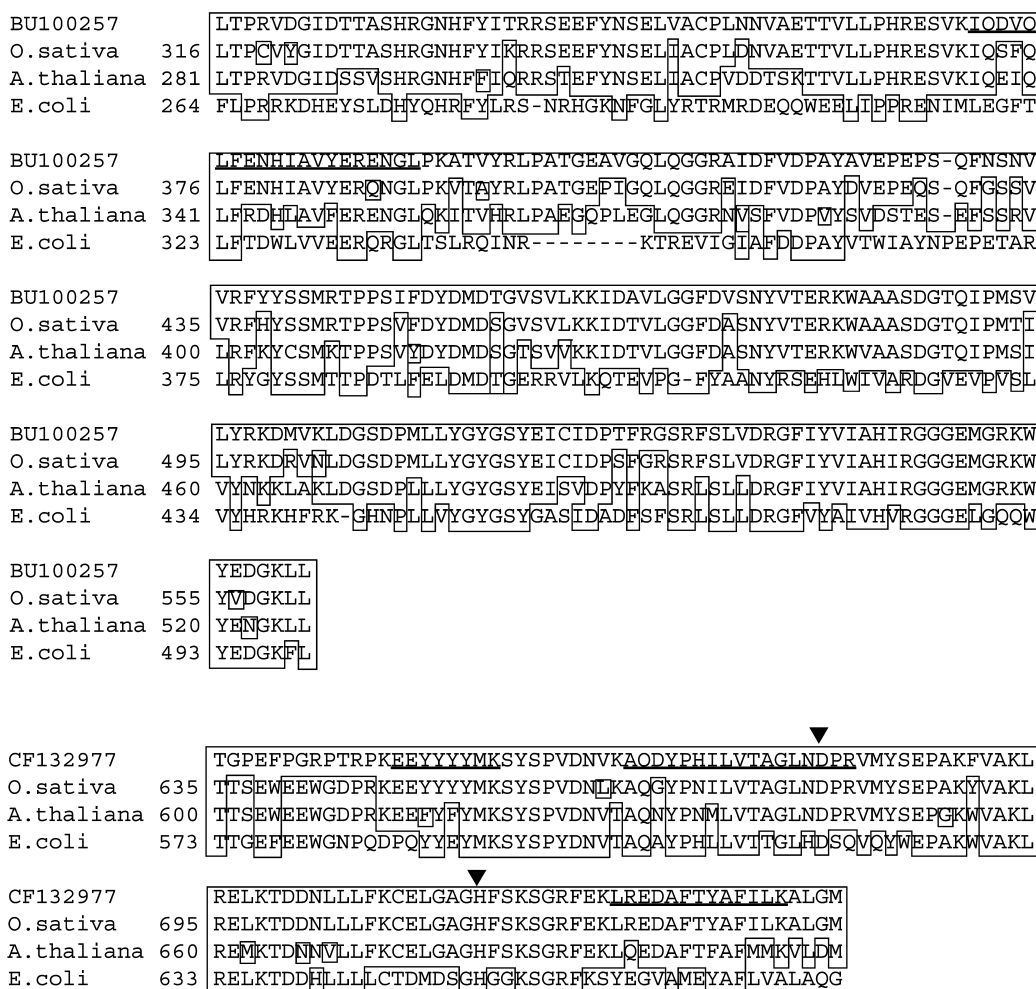 BU100257 LTPRVDGIDTTASHRGNHFYITRRSEEFYNSELVACPLNNVAETTVLLPHRESVKIQDVQ
O.sativa 316 LTPCVYGIDTTASHRGNHFYIKRRSEEFYNSELIACPLDNVAETTVLLPHRESVKIQSFQ
A.thaliana 281 LTPRVDGIDSSVSHRGNHFFIQRRSTEFYNSELIACPVDDTSKTTVLLPHRESVKIQEIQ
E.coli 264 FLPRRKDHEYSLDHYQHRFYLRS-NRHGKNFGLYRTRMRDEQQWEELIPPRENIMLEGFT
BU100257 LFENHIAVYERENGLPKATVYRLPATGEAVGQLQGGRAIDFVDPAYAVEPEPS-QFNSNV
O.sativa 376 LFENHIAVYERQNGLPKVTAYRLPATGEPIGQLQGGREIDFVDPAYDVEPEQS-QFGSSV
A.thaliana 341 LFRDHLAVFERENGLQKITVHRLPAEGQPLEGLQGGRNVSFVDPVYSVDSTES-EFSSRV
E.coli 323 LFTDWLVVEERQRGLTSLRQINR--------KTREVIGIAFDDPAYVTWIAYNPEPETAR
BU100257 VRFYYSSMRTPPSIFDYDMDTGVSVLKKIDAVLGGFDVSNYVTERKWAAASDGTQIPMSV
O.sativa 435 VRFHYSSMRTPPSVFDYDMDSGVSVLKKIDTVLGGFDASNYVTERKWAAASDGTQIPMTI
A.thaliana 400 LRFKYCSMKTPPSVYDYDMDSGTSVVKKIDTVLGGFDASNYVTERKWVAASDGTQIPMSI
E.coli 375 LRYGYSSMTTPDTLFELDMDTGERRVLKQTEVPG-FYAANYRSEHLWIVARDGVEVPVSL
BU100257 LYRKDMVKLDGSDPMLLYGYGSYEICIDPTFRGSRFSLVDRGFIYVIAHIRGGGEMGRKW
O.sativa 495 LYRKDRVNLDGSDPMLLYGYGSYEICIDPSFGRSRFSLVDRGFIYVIAHIRGGGEMGRKW
A.thaliana 460 VYNKKLAKLDGSDPLLLYGYGSYEISVDPYFKASRLSLLDRGFIYVIAHIRGGGEMGRKW
E.coli 434 VYHRKHFRK-GHNPLLVYGYGSYGASIDADFSFSRLSLLDRGFVYAIVHVRGGGELGQQW
BU100257 YEDGKLL
O.sativa 555 YVDGKLL
A.thaliana 520 YENGKLL
E.coli 493 YEDGKFL
CF132977 TGPEFPGRPTRPKEEYYYYMKSYSPVDNVKAQDYPHILVTAGLNDPRVMYSEPAKFVAKL
O.sativa 635 TTSEWEEWGDPRKEEYYYYMKSYSPVDNLKAQGYPNILVTAGLNDPRVMYSEPAKYVAKL
A.thaliana 600 TTSEWEEWGDPRKEEFYFYMKSYSPVDNVTAQNYPNMLVTAGLNDPRVMYSEPGKWVAKL
E.coli 573 TTGEFEEWGNPQDPQYYEYMKSYSPYDNVTAQAYPHLLVTTGLHDSQVQYWEPAKWVAKL
CF132977 RELKTDDNLLLFKCELGAGHFSKSGRFEKLREDAFTYAFILKALGM
O.sativa 695 RELKTDDNLLLFKCELGAGHFSKSGRFEKLREDAFTYAFILKALGM
A.thaliana 660 REMKTDNNVLLFKCELGAGHFSKSGRFEKLQEDAFTFAFMMKVLDM
E.coli 633 RELKTDDHLLLLCTDMDSGHGGKSGRFKSYEGVAMEYAFLVALAQG